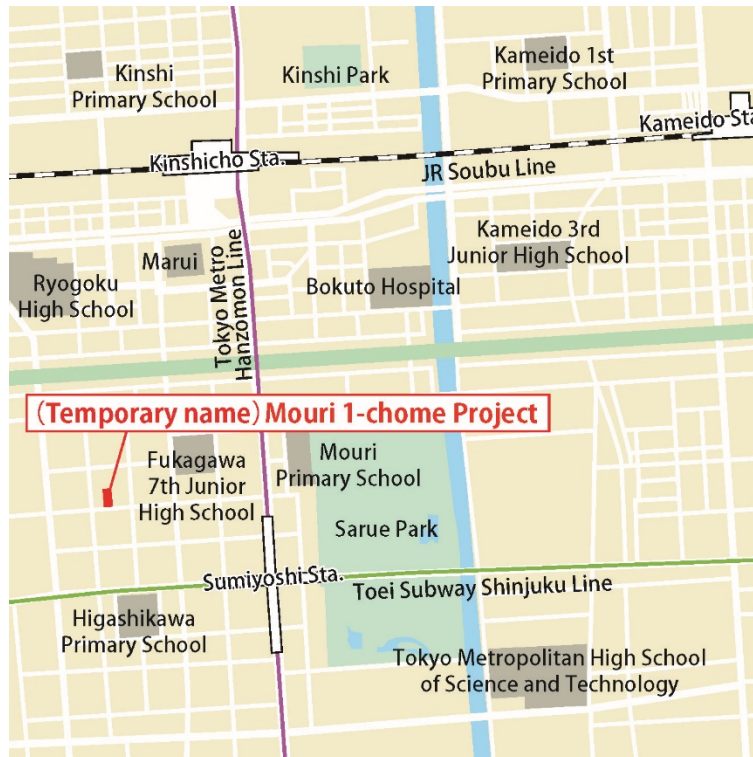 Kinshi
Primary School
Kinshi Park
Kameido 1st
Primary School
Kameido Sta.
Kinshicho Sta.
JR Soubu Line
Ryogoku
High School
Marui
Tokyo Metro
Hanzomon Line
Bokuto Hospital
Kameido 3rd
Junior High School
(Temporary name) Mouri 1-chome Project
Fukagawa
7th Junior
High School
Mouri
Primary School
Sarue Park
Sumiyoshi Sta.
Toei Subway Shinjuku Line
Higashikawa
Primary School
Tokyo Metropolitan High School
of Science and Technology